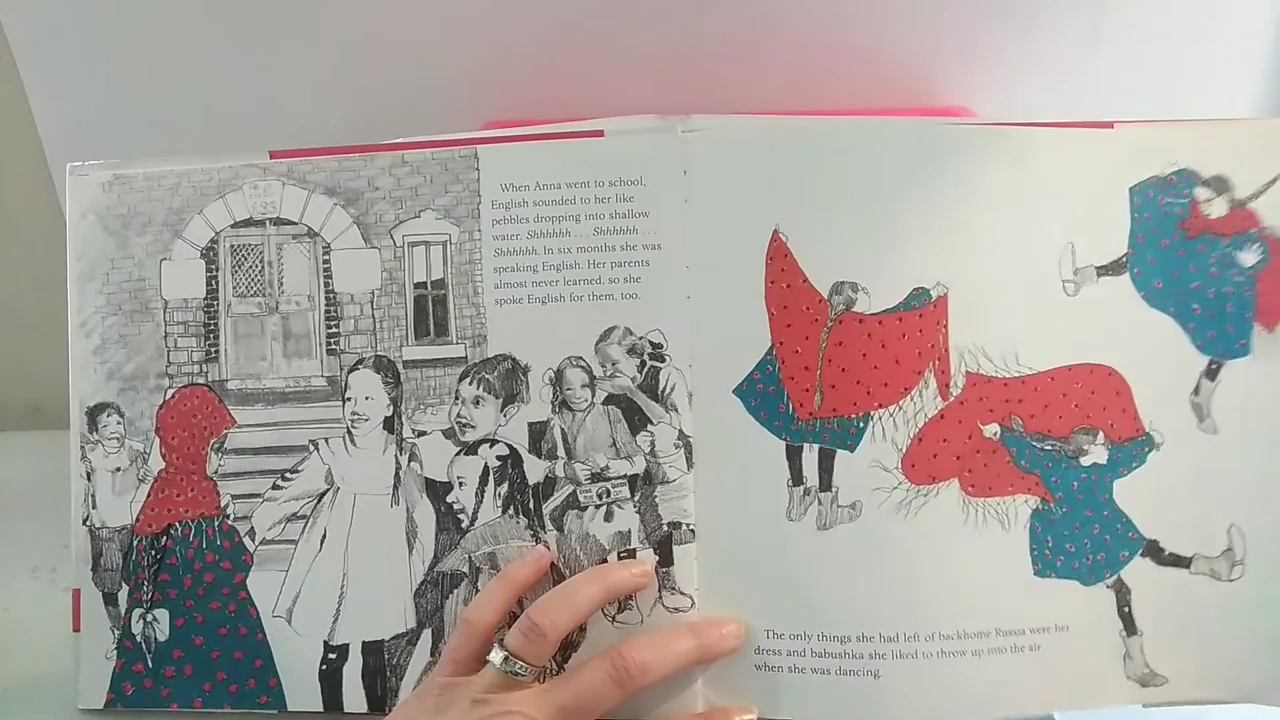 When Anna went to school,
English sounded to her like
pebbles dropping into shallow
water. Shhhhhh . . . Shhhhhh . . .
Shhhhhh. In six months she was
speaking English. Her parents
almost never learned, so she
spoke English for them, too.
The only things she had left of backhome Russia were her
dress and babushka she liked to throw up into the air
when she was dancing.